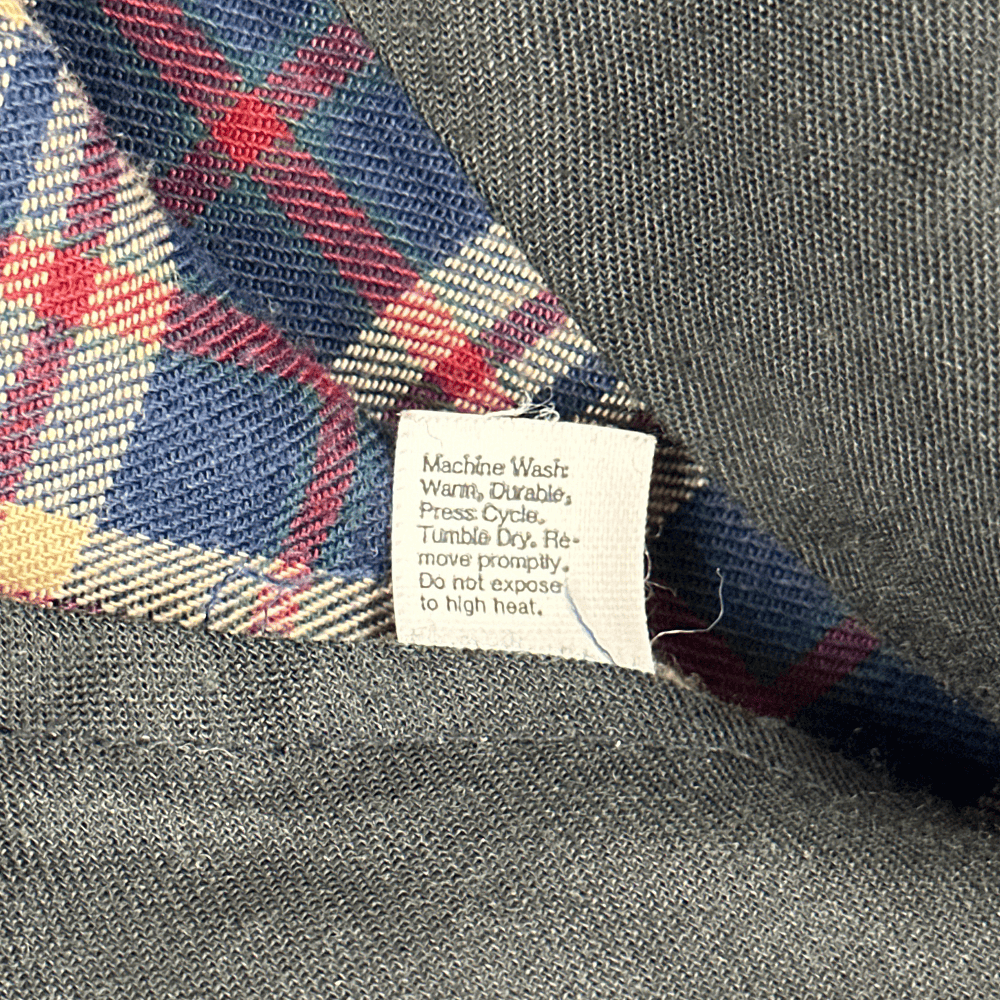 Machine Wash:
Warm, Durable,
Press Cycle.
Tumble Dry. Re-
move promptly.
Do not expose
to high heat.